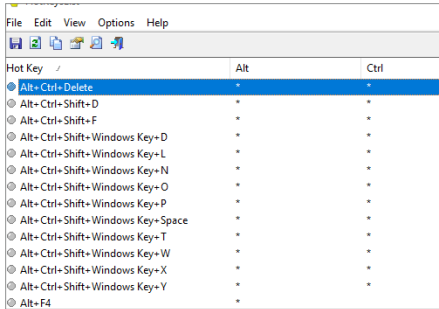 File Edit View Options Help
Hot Key / Alt Ctrl
Alt+Ctrl+Delete * *
Alt+Ctrl+Shift+D * *
Alt+Ctrl+Shift+F * *
Alt+Ctrl+Shift+Windows Key+D * *
Alt+Ctrl+Shift+Windows Key+L * *
Alt+Ctrl+Shift+Windows Key+N * *
Alt+Ctrl+Shift+Windows Key+O * *
Alt+Ctrl+Shift+Windows Key+P * *
Alt+Ctrl+Shift+Windows Key+Space * *
Alt+Ctrl+Shift+Windows Key+T * *
Alt+Ctrl+Shift+Windows Key+W * *
Alt+Ctrl+Shift+Windows Key+X * *
Alt+Ctrl+Shift+Windows Key+Y * *
Alt+F4 *